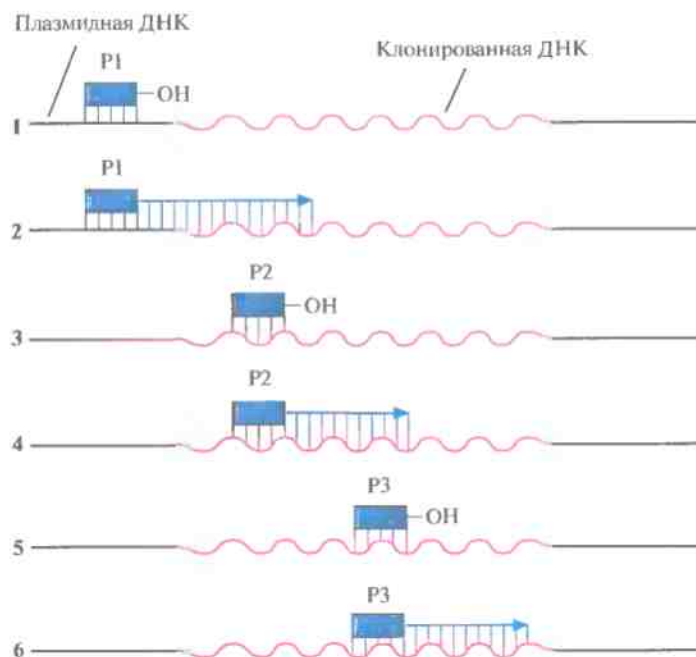 Плазмидная ДНК
Клонированная ДНК
P1
OH
1
P1
2
P2
OH
3
P2
4
P3
OH
5
P3
6